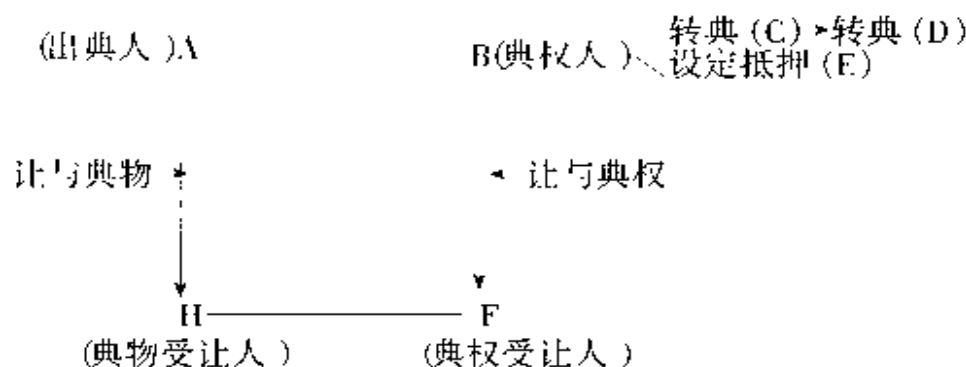 (出典人)A
B(典权人)
转典(C)➤转典(D)
设定抵押(E)
让与典物
让与典权
H
F
(典物受让人)
(典权受让人)